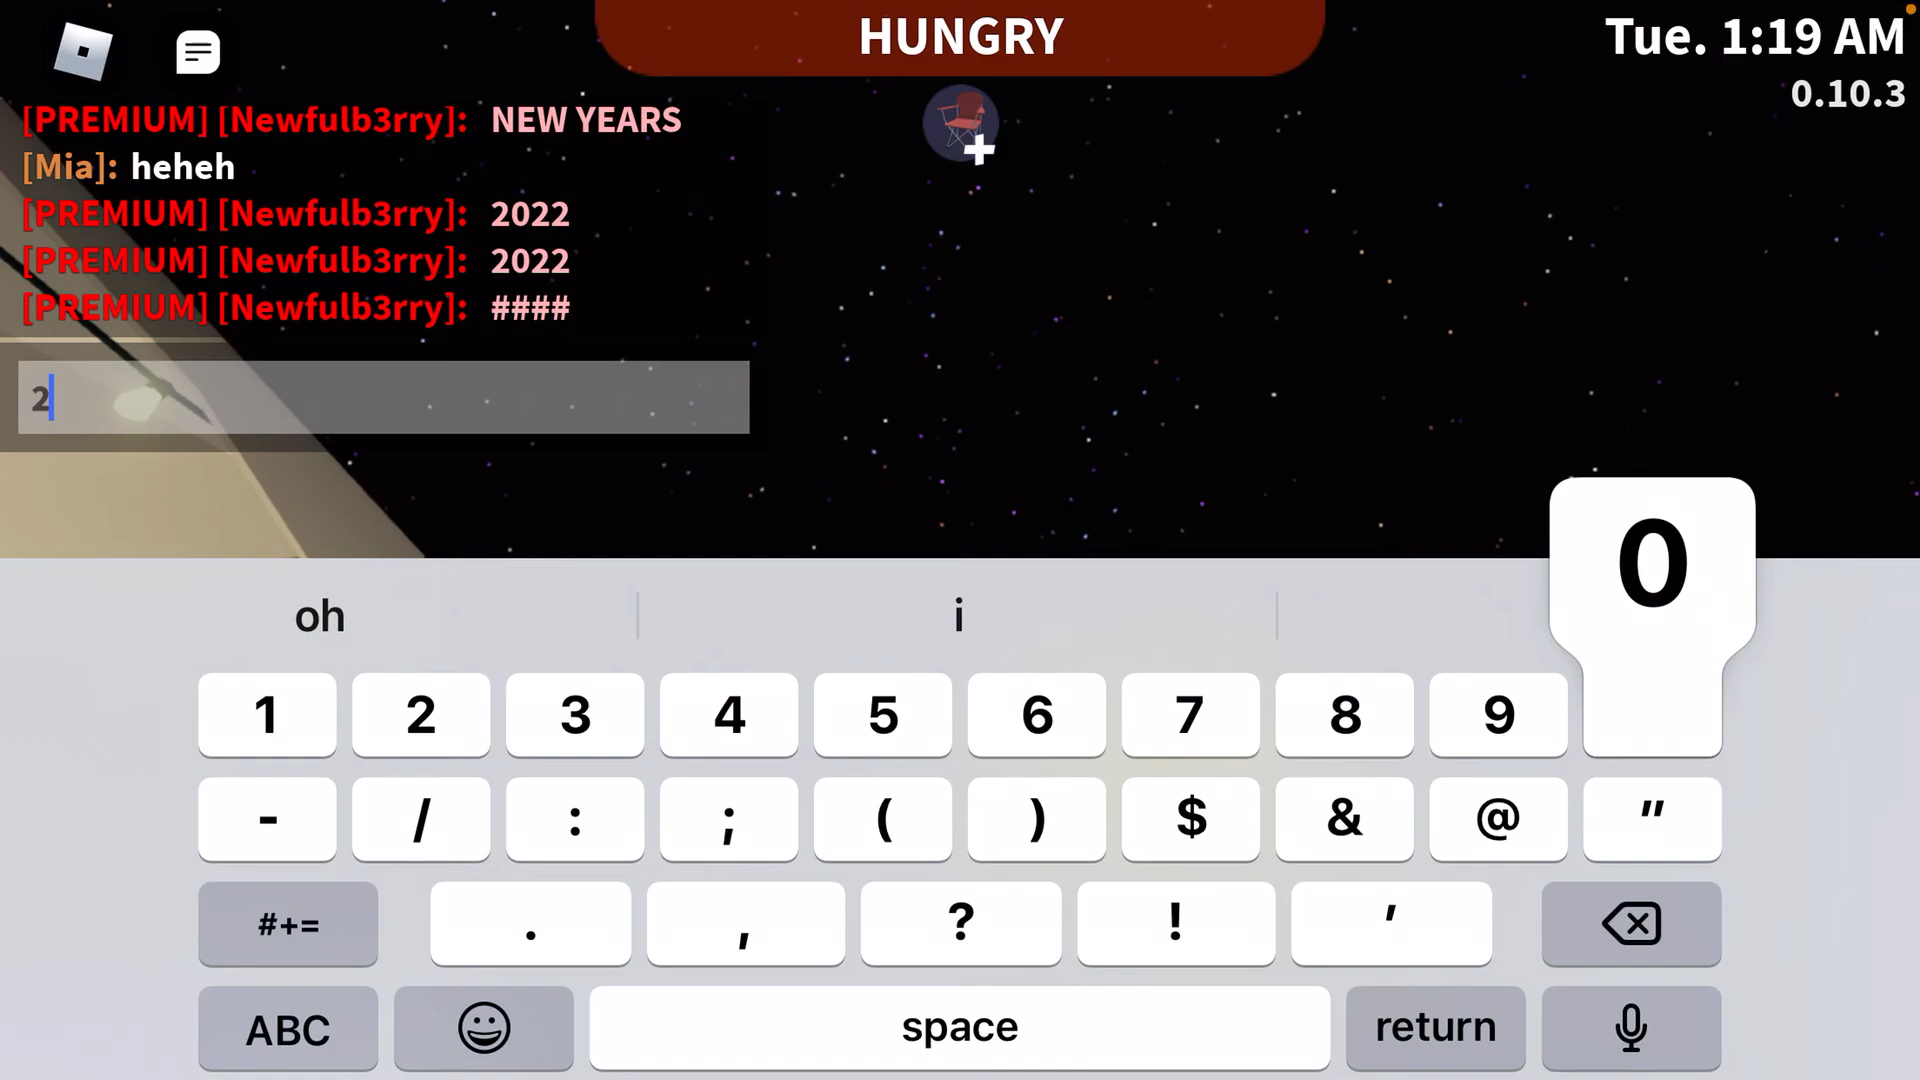 HUNGRY
Tue. 1:19 AM
0.10.3
[PREMIUM] [Newfulb3rry]: NEW YEARS
[Mia]: heheh
[PREMIUM] [Newfulb3rry]: 2022
[PREMIUM] [Newfulb3rry]: 2022
[PREMIUM] [Newfulb3rry]: ####
2
oh i
1 2 3 4 5 6 7 8 9 0
- / : ; ( ) $ & @ "
#+= . , ? ! '
ABC space return